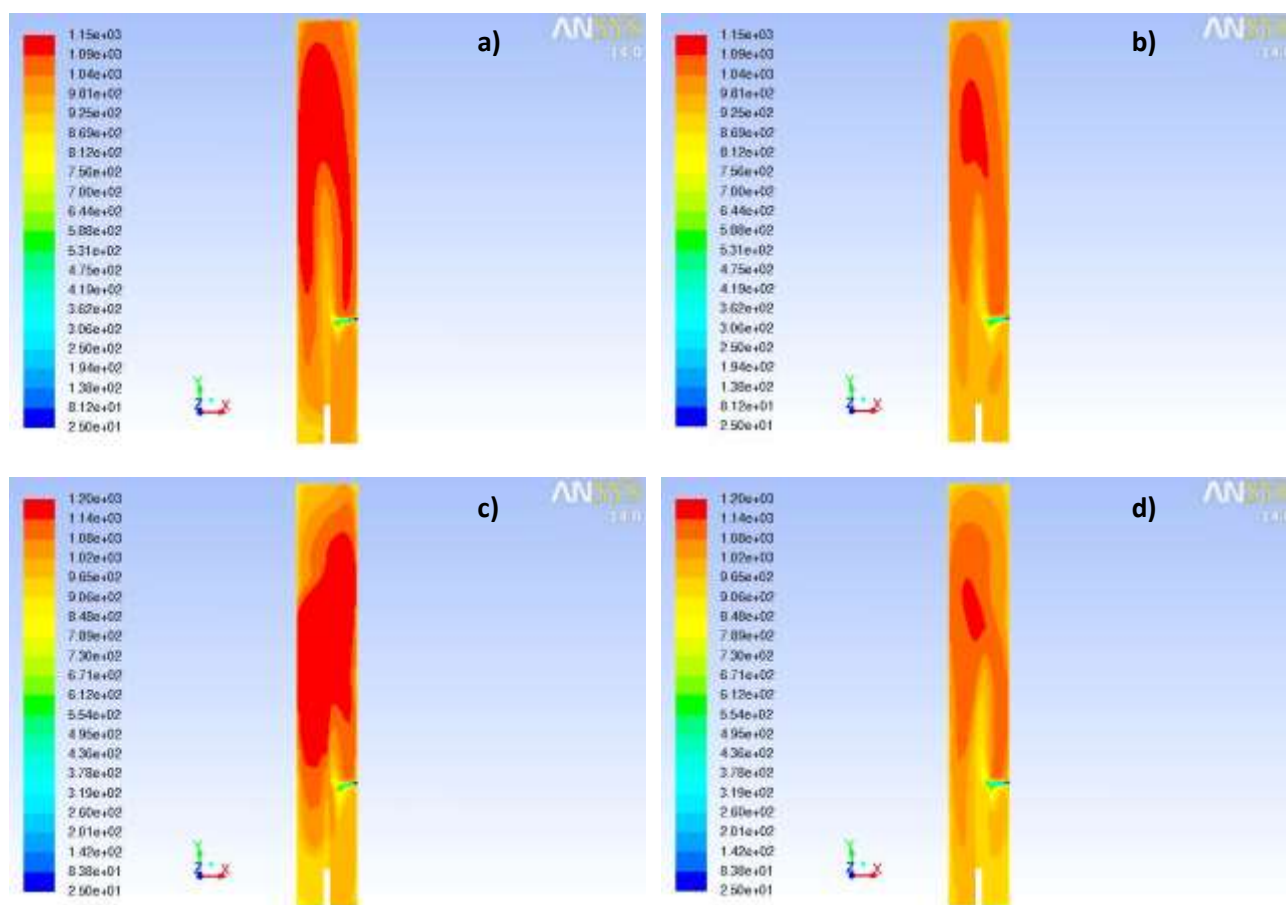 1.15e+03
1.09e+03
1.04e+03
9.81e+02
9.25e+02
8.69e+02
8.12e+02
7.56e+02
7.00e+02
6.44e+02
5.88e+02
5.31e+02
4.75e+02
4.19e+02
3.62e+02
3.06e+02
2.50e+02
1.94e+02
1.38e+02
8.12e+01
2.50e+01
a)
ANSYS
14.0
Y
Z
X
1.15e+03
1.09e+03
1.04e+03
9.81e+02
9.25e+02
8.69e+02
8.12e+02
7.56e+02
7.00e+02
6.44e+02
5.88e+02
5.31e+02
4.75e+02
4.19e+02
3.62e+02
3.06e+02
2.50e+02
1.94e+02
1.38e+02
8.12e+01
2.50e+01
b)
ANSYS
Y
Z
X
1.20e+03
1.14e+03
1.08e+03
1.02e+03
9.65e+02
9.06e+02
8.48e+02
7.89e+02
7.30e+02
6.71e+02
6.12e+02
5.54e+02
4.95e+02
4.36e+02
3.78e+02
3.19e+02
2.60e+02
2.01e+02
1.42e+02
8.38e+01
2.50e+01
c)
ANSYS
14.0
Y
Z
X
1.20e+03
1.14e+03
1.08e+03
1.02e+03
9.65e+02
9.06e+02
8.48e+02
7.89e+02
7.30e+02
6.71e+02
6.12e+02
5.54e+02
4.95e+02
4.36e+02
3.78e+02
3.19e+02
2.60e+02
2.01e+02
1.42e+02
8.38e+01
2.50e+01
d)
ANSYS
Y
Z
X